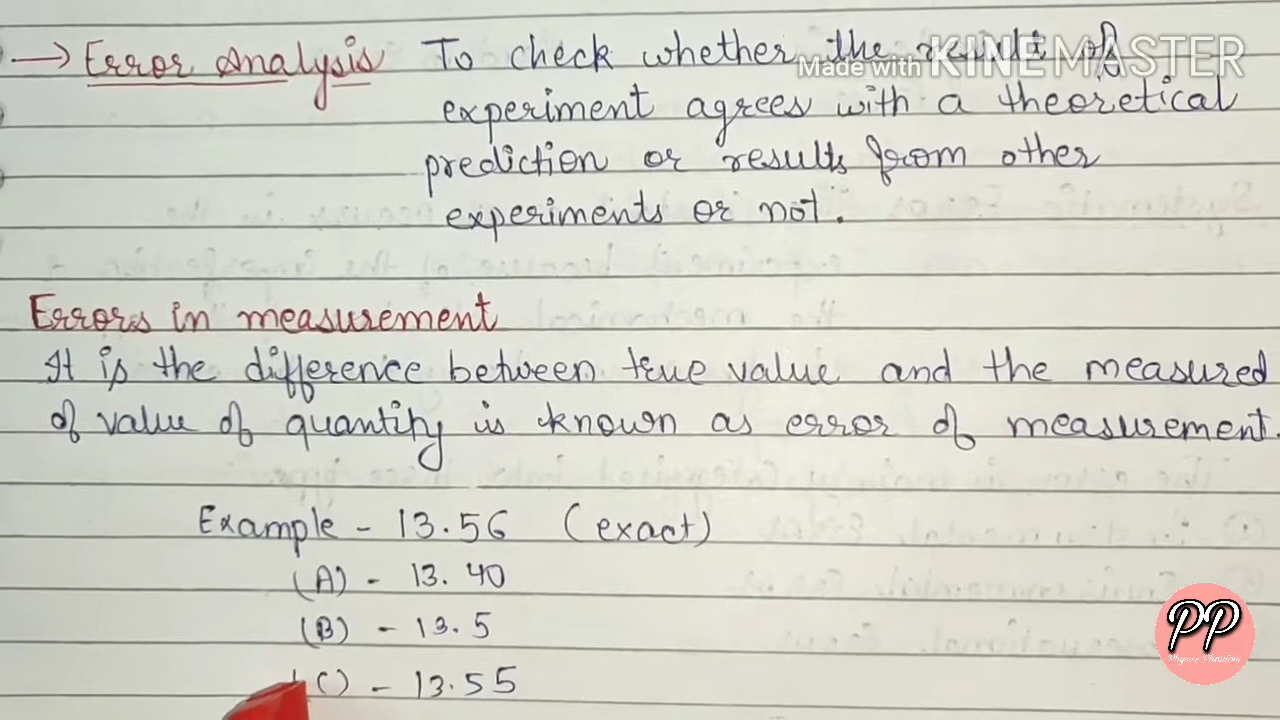 → Error Analysis To check whether the result of
Made with KINEMASTER
experiment agrees with a theoretical
prediction or results from other
experiments or not.
Errors in measurement
It is the difference between true value and the measured
of value of quantity is known as error of measurement.
Example - 13.56 (exact)
(A) - 13.40
(B) - 13.5
(C) - 13.55
PP